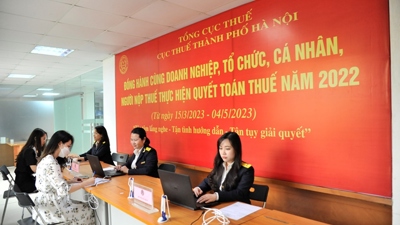 TỔNG CỤC THUẾ
CỤC THUẾ THÀNH PHỐ HÀ NỘI
ĐỒNG HÀNH CÙNG DOANH NGHIỆP, TỔ CHỨC, CÁ NHÂN,
NGƯỜI NỘP THUẾ THỰC HIỆN QUYẾT TOÁN THUẾ NĂM 2022
(Từ ngày 15/3/2023 - 04/5/2023)
lắng nghe - Tận tình hướng dẫn - Tận tụy giải quyết”